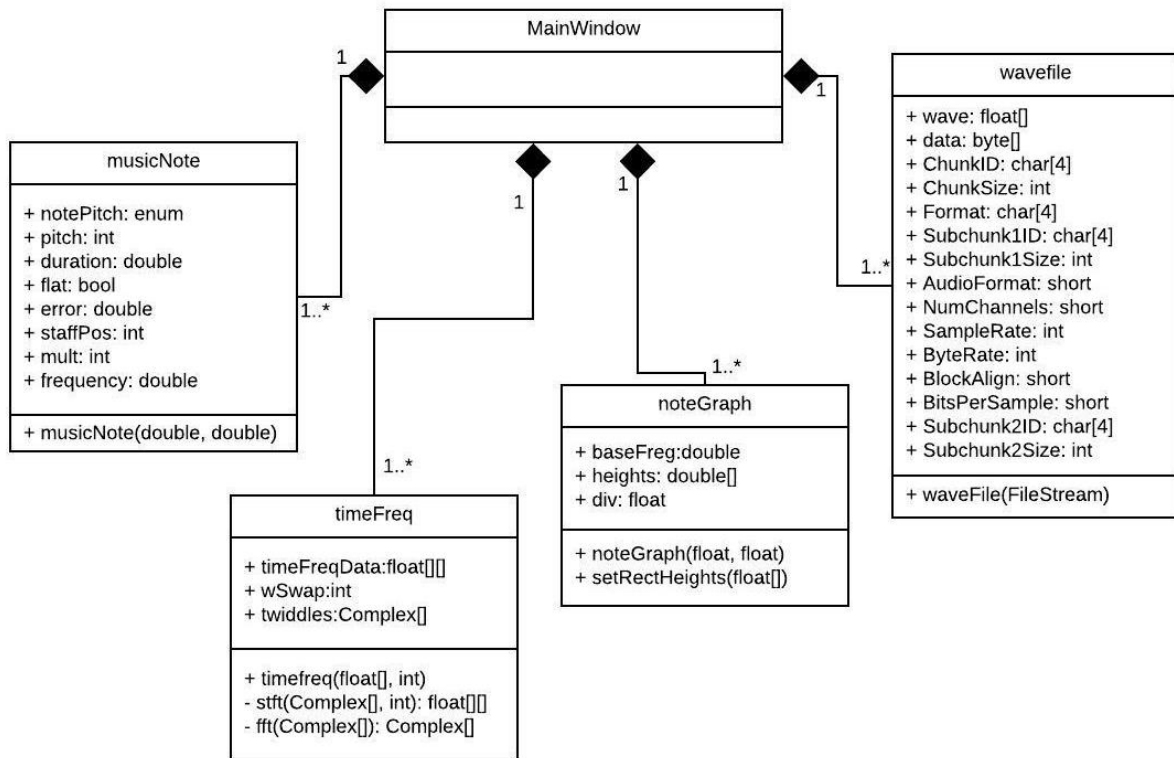 MainWindow
1
1
1
1
musicNote
+ notePitch: enum
+ pitch: int
+ duration: double
+ flat: bool
+ error: double
+ staffPos: int
+ mult: int
+ frequency: double
+ musicNote(double, double)
1..*
wavefile
+ wave: float[]
+ data: byte[]
+ ChunkID: char[4]
+ ChunkSize: int
+ Format: char[4]
+ Subchunk1ID: char[4]
+ Subchunk1Size: int
+ AudioFormat: short
+ NumChannels: short
+ SampleRate: int
+ ByteRate: int
+ BlockAlign: short
+ BitsPerSample: short
+ Subchunk2ID: char[4]
+ Subchunk2Size: int
+ waveFile(FileStream)
1..*
1..*
timeFreq
+ timeFreqData:float[][]
+ wSwap:int
+ twiddles:Complex[]
+ timefreq(float[], int)
- stft(Complex[], int): float[][]
- fft(Complex[]): Complex[]
1..*
noteGraph
+ baseFreg:double
+ heights: double[]
+ div: float
+ noteGraph(float, float)
+ setRectHeights(float[])